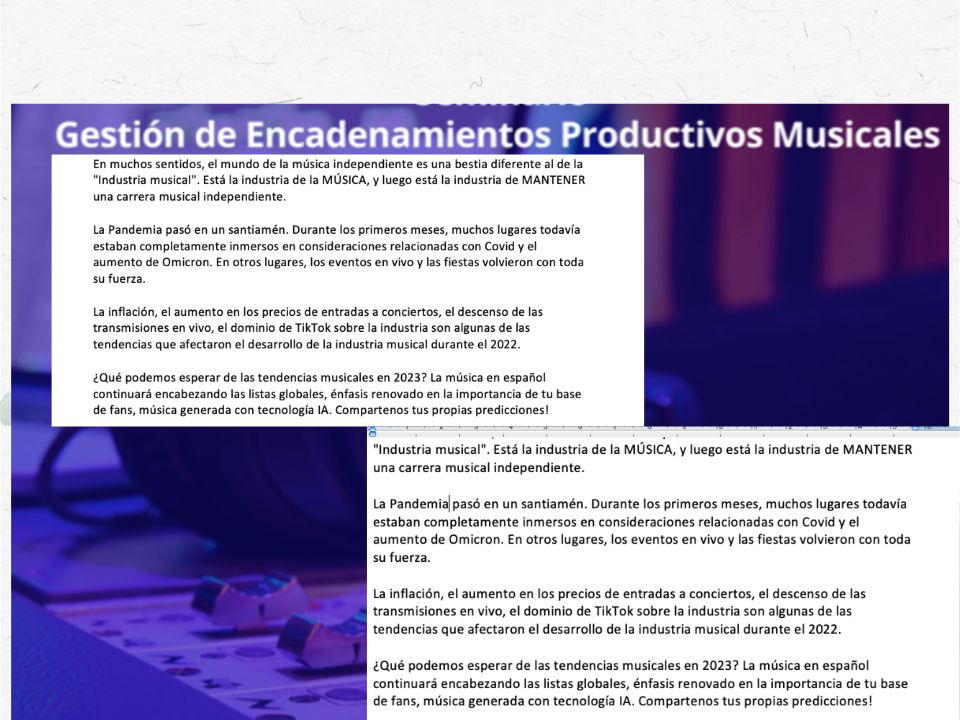 Seminario
Gestión de Encadenamientos Productivos Musicales
En muchos sentidos, el mundo de la música independiente es una bestia diferente al de la
"Industria musical". Está la industria de la MÚSICA, y luego está la industria de MANTENER
una carrera musical independiente.
La Pandemia pasó en un santiamén. Durante los primeros meses, muchos lugares todavía
estaban completamente inmersos en consideraciones relacionadas con Covid y el
aumento de Omicron. En otros lugares, los eventos en vivo y las fiestas volvieron con toda
su fuerza.
La inflación, el aumento en los precios de entradas a conciertos, el descenso de las
transmisiones en vivo, el dominio de TikTok sobre la industria son algunas de las
tendencias que afectaron el desarrollo de la industria musical durante el 2022.
¿Qué podemos esperar de las tendencias musicales en 2023? La música en español
continuará encabezando las listas globales, énfasis renovado en la importancia de tu base
de fans, música generada con tecnología IA. Compartenos tus propias predicciones!
"Industria musical". Está la industria de la MÚSICA, y luego está la industria de MANTENER
una carrera musical independiente.
La Pandemia pasó en un santiamén. Durante los primeros meses, muchos lugares todavía
estaban completamente inmersos en consideraciones relacionadas con Covid y el
aumento de Omicron. En otros lugares, los eventos en vivo y las fiestas volvieron con toda
su fuerza.
La inflación, el aumento en los precios de entradas a conciertos, el descenso de las
transmisiones en vivo, el dominio de TikTok sobre la industria son algunas de las
tendencias que afectaron el desarrollo de la industria musical durante el 2022.
¿Qué podemos esperar de las tendencias musicales en 2023? La música en español
continuará encabezando las listas globales, énfasis renovado en la importancia de tu base
de fans, música generada con tecnología IA. Compartenos tus propias predicciones!